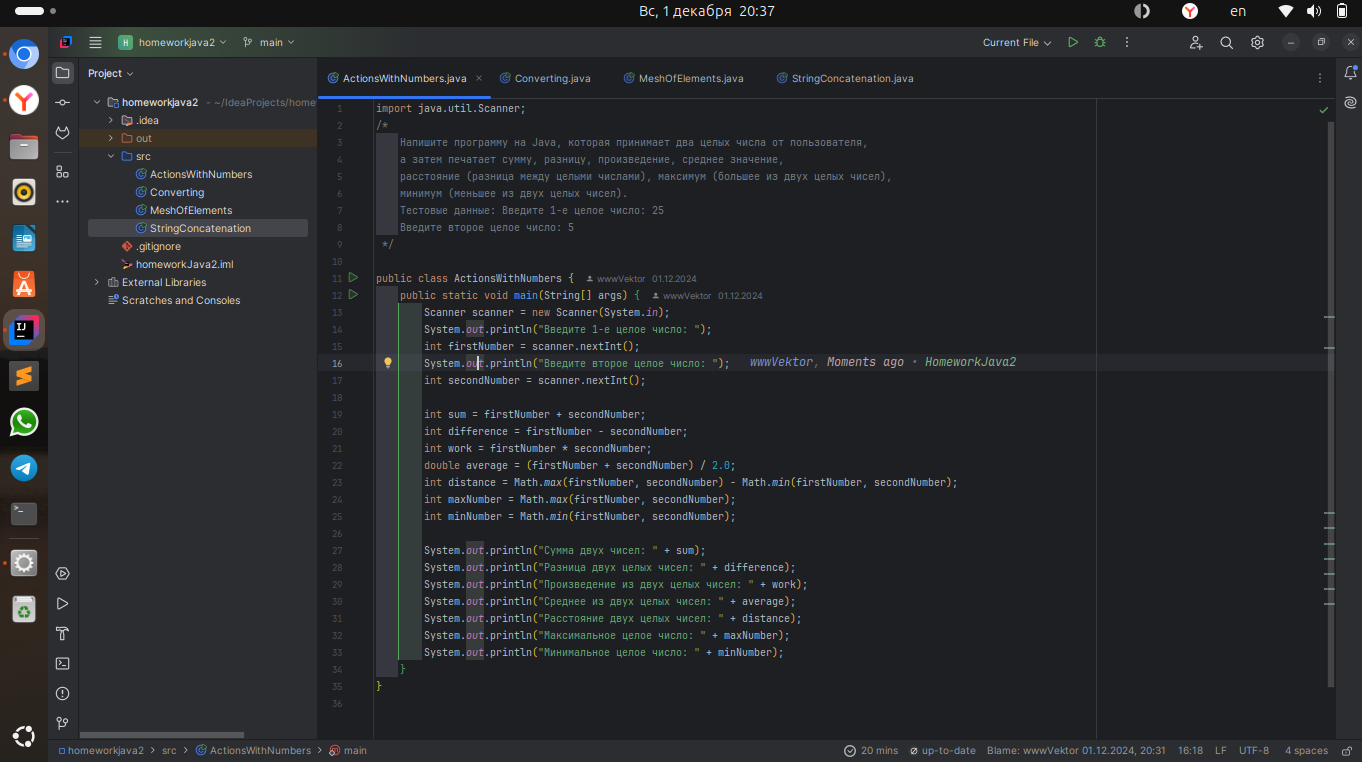 Вс, 1 декабря 20:37
en
homeworkjava2
main
Current File
Project
homeworkjava2 - ~/IdeaProjects/home
.idea
out
src
ActionsWithNumbers
Converting
MeshOfElements
StringConcatenation
.gitignore
homeworkJava2.iml
External Libraries
Scratches and Consoles
ActionsWithNumbers.java
Converting.java
MeshOfElements.java
StringConcatenation.java
1 import java.util.Scanner;
2 /*
3 Напишите программу на Java, которая принимает два целых числа от пользователя,
4 а затем печатает сумму, разницу, произведение, среднее значение,
5 расстояние (разница между целыми числами), максимум (большее из двух целых чисел),
6 минимум (меньшее из двух целых чисел).
7 Тестовые данные: Введите 1-е целое число: 25
8 Введите второе целое число: 5
9 */
10
11 public class ActionsWithNumbers { wwwVektor 01.12.2024
12 public static void main(String[] args) { wwwVektor 01.12.2024
13 Scanner scanner = new Scanner(System.in);
14 System.out.println("Введите 1-е целое число: ");
15 int firstNumber = scanner.nextInt();
16 System.out.println("Введите второе целое число: "); wwwVektor, Moments ago · HomeworkJava2
17 int secondNumber = scanner.nextInt();
18
19 int sum = firstNumber + secondNumber;
20 int difference = firstNumber - secondNumber;
21 int work = firstNumber * secondNumber;
22 double average = (firstNumber + secondNumber) / 2.0;
23 int distance = Math.max(firstNumber, secondNumber) - Math.min(firstNumber, secondNumber);
24 int maxNumber = Math.max(firstNumber, secondNumber);
25 int minNumber = Math.min(firstNumber, secondNumber);
26
27 System.out.println("Сумма двух чисел: " + sum);
28 System.out.println("Разница двух целых чисел: " + difference);
29 System.out.println("Произведение из двух целых чисел: " + work);
30 System.out.println("Среднее из двух целых чисел: " + average);
31 System.out.println("Расстояние двух целых чисел: " + distance);
32 System.out.println("Максимальное целое число: " + maxNumber);
33 System.out.println("Минимальное целое число: " + minNumber);
34 }
35 }
36
homeworkjava2 > src > ActionsWithNumbers > main
20 mins
up-to-date
Blame: wwwVektor 01.12.2024, 20:31
16:18
LF
UTF-8
4 spaces